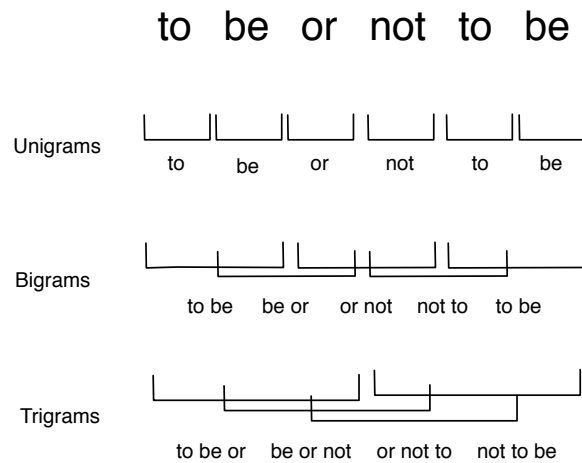 to be or not to be
Unigrams
to be or not to be
Bigrams
to be be or or not not to to be
Trigrams
to be or be or not or not to not to be